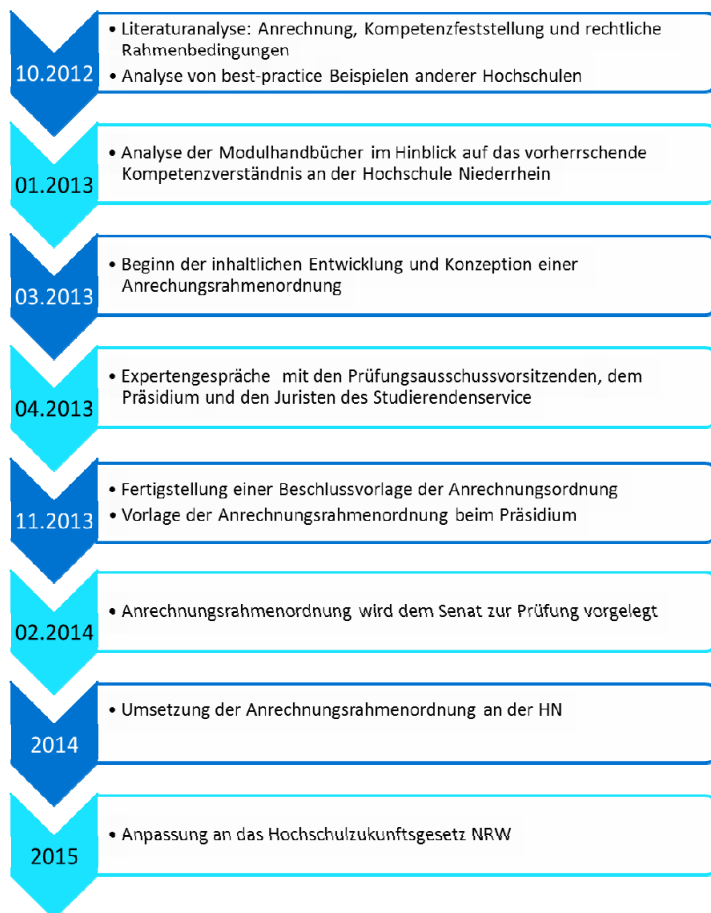 10.2012
• Literaturanalyse: Anrechnung, Kompetenzfeststellung und rechtliche
Rahmenbedingungen
• Analyse von best-practice Beispielen anderer Hochschulen
01.2013
• Analyse der Modulhandbücher im Hinblick auf das vorherrschende
Kompetenzverständnis an der Hochschule Niederrhein
03.2013
• Beginn der inhaltlichen Entwicklung und Konzeption einer
Anrechungsrahmenordnung
04.2013
• Expertengespräche mit den Prüfungsausschussvorsitzenden, dem
Präsidium und den Juristen des Studierendenservice
11.2013
• Fertigstellung einer Beschlussvorlage der Anrechnungsordnung
• Vorlage der Anrechnungsrahmenordnung beim Präsidium
02.2014
• Anrechnungsrahmenordnung wird dem Senat zur Prüfung vorgelegt
2014
• Umsetzung der Anrechnungsrahmenordnung an der HN
2015
• Anpassung an das Hochschulzukunftsgesetz NRW